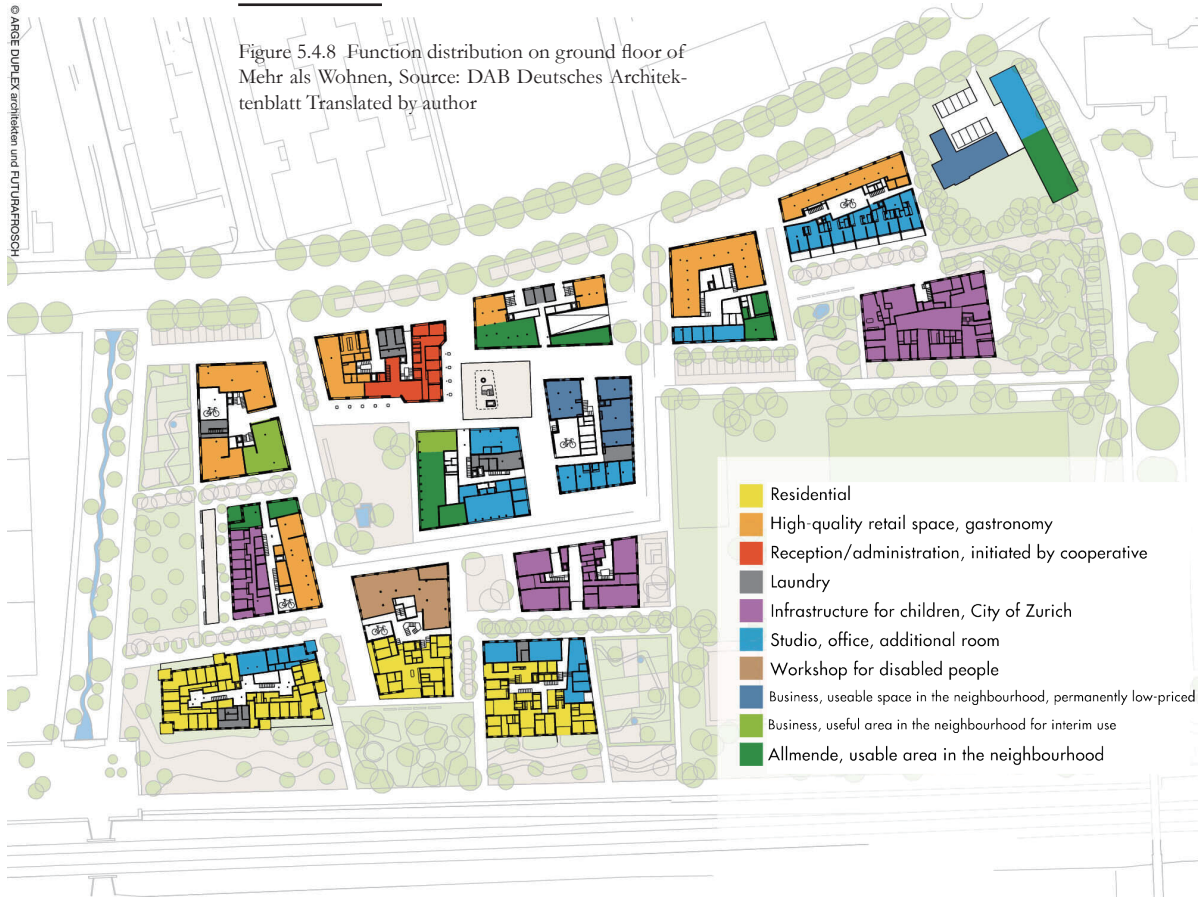 © ARGE DUPLEX architekten und FUTURAFROSCH
Figure 5.4.8 Function distribution on ground floor of
Mehr als Wohnen, Source: DAB Deutsches Architek-
tenblatt Translated by author
Residential
High-quality retail space, gastronomy
Reception/administration, initiated by cooperative
Laundry
Infrastructure for children, City of Zurich
Studio, office, additional room
Workshop for disabled people
Business, useable space in the neighbourhood, permanently low-priced
Business, useful area in the neighbourhood for interim use
Allmende, usable area in the neighbourhood